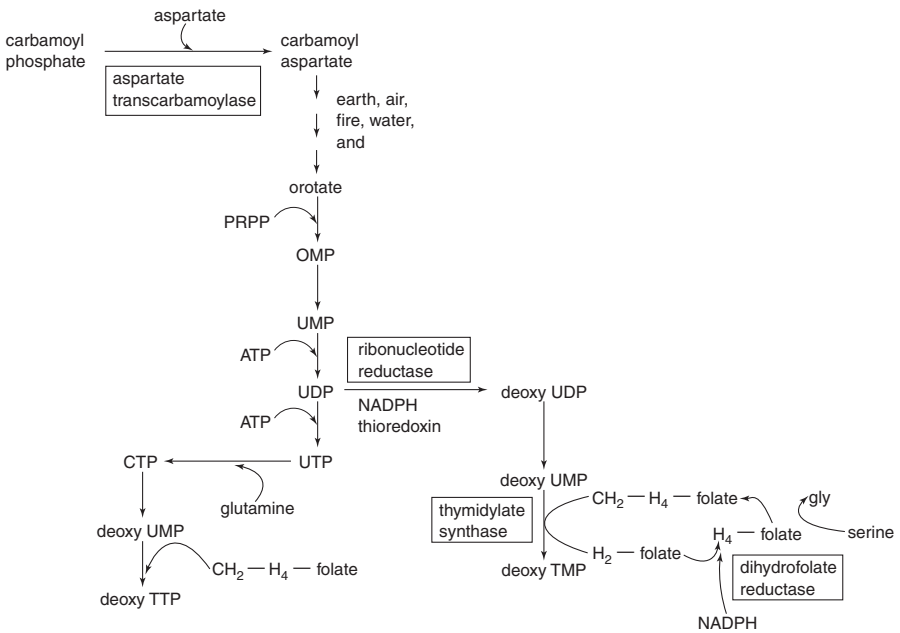 aspartate
carbamoyl
phosphate
carbamoyl
aspartate
aspartate
transcarbamoylase
earth, air,
fire, water,
and
orotate
PRPP
OMP
UMP
ATP
ribonucleotide
reductase
UDP
deoxy UDP
NADPH
thioredoxin
ATP
CTP
UTP
glutamine
deoxy UMP
CH2 — H4 — folate
gly
thymidylate
synthase
deoxy UMP
H4 — folate
serine
H2 — folate
deoxy TMP
CH2 — H4 — folate
dihydrofolate
reductase
deoxy TTP
NADPH